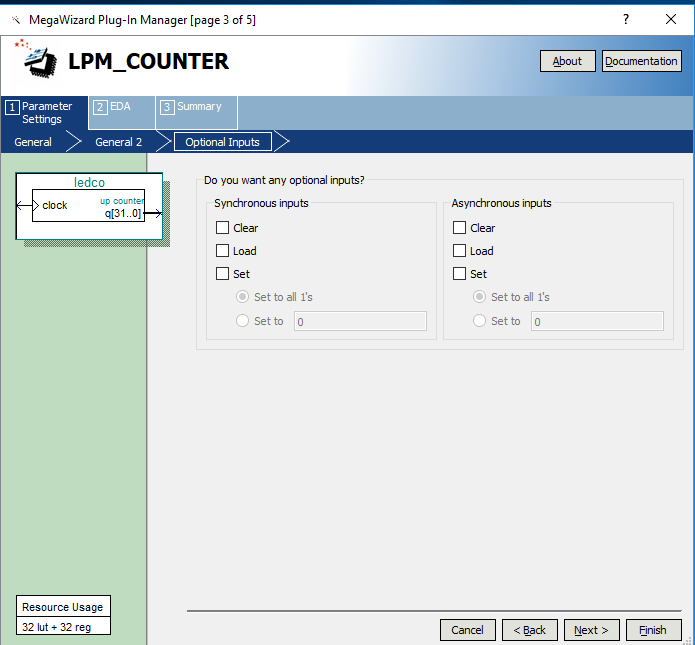 MegaWizard Plug-In Manager [page 3 of 5]
?
LPM_COUNTER
About
Documentation
1 Parameter Settings
2 EDA
3 Summary
General
General 2
Optional Inputs
ledco
clock
up counter
q[31..0]
Do you want any optional inputs?
Synchronous inputs
Clear
Load
Set
Set to all 1's
Set to 0
Asynchronous inputs
Clear
Load
Set
Set to all 1's
Set to 0
Resource Usage
32 lut + 32 reg
Cancel
< Back
Next >
Finish